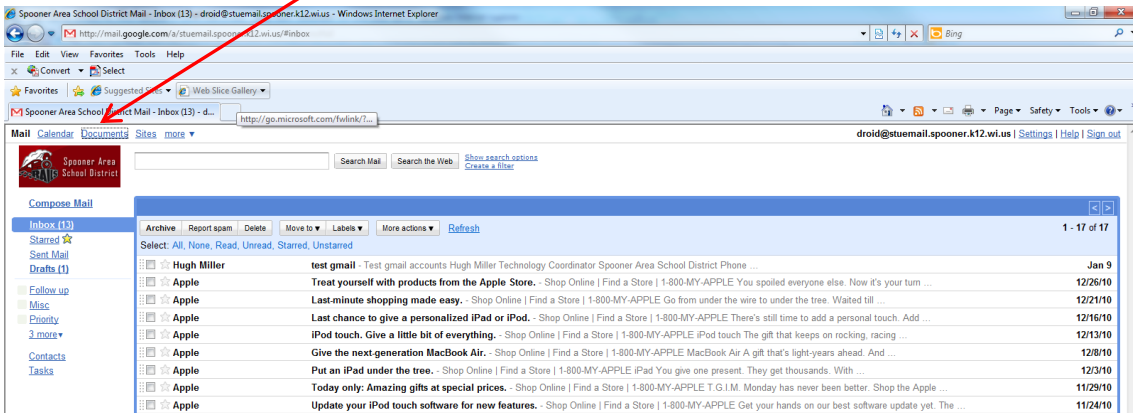 Spooner Area School District Mail - Inbox (13) - droid@stuemail.spooner.k12.wi.us - Windows Internet Explorer
http://mail.google.com/a/stuemail.spooner.k12.wi.us/#inbox
Bing
File Edit View Favorites Tools Help
x Convert Select
Favorites Suggested Sites Web Slice Gallery
Spooner Area School District Mail - Inbox (13) - d...
Page Safety Tools
http://go.microsoft.com/fwlink/?...
Mail Calendar Documents Sites more droid@stuemail.spooner.k12.wi.us | Settings | Help | Sign out
Spooner Area
School District
RAILS
Search Mail Search the Web Show search options
Create a filter
Compose Mail
Inbox (13)
Starred
Sent Mail
Drafts (1)
Follow up
Misc
Priority
3 more
Contacts
Tasks
< >
Archive Report spam Delete Move to Labels More actions Refresh 1 - 17 of 17
Select: All, None, Read, Unread, Starred, Unstarred
Hugh Miller test gmail - Test gmail accounts Hugh Miller Technology Coordinator Spooner Area School District Phone ... Jan 9
Apple Treat yourself with products from the Apple Store. - Shop Online | Find a Store | 1-800-MY-APPLE You spoiled everyone else. Now it's your turn ... 12/26/10
Apple Last-minute shopping made easy. - Shop Online | Find a Store | 1-800-MY-APPLE Go from under the wire to under the tree. Waited till ... 12/21/10
Apple Last chance to give a personalized iPad or iPod. - Shop Online | Find a Store | 1-800-MY-APPLE There's still time to add a personal touch. Add ... 12/16/10
Apple iPod touch. Give a little bit of everything. - Shop Online | Find a Store | 1-800-MY-APPLE iPod touch The gift that keeps on rocking, racing ... 12/13/10
Apple Give the next-generation MacBook Air. - Shop Online | Find a Store | 1-800-MY-APPLE MacBook Air A gift that's light-years ahead. And ... 12/8/10
Apple Put an iPad under the tree. - Shop Online | Find a Store | 1-800-MY-APPLE iPad You give one present. They get thousands. With ... 12/3/10
Apple Today only: Amazing gifts at special prices. - Shop Online | Find a Store | 1-800-MY-APPLE T.G.I.M. Monday has never been better. Shop the Apple ... 11/29/10
Apple Update your iPod touch software for new features. - Shop Online | Find a Store | 1-800-MY-APPLE Get your hands on our best software update yet. The ... 11/24/10